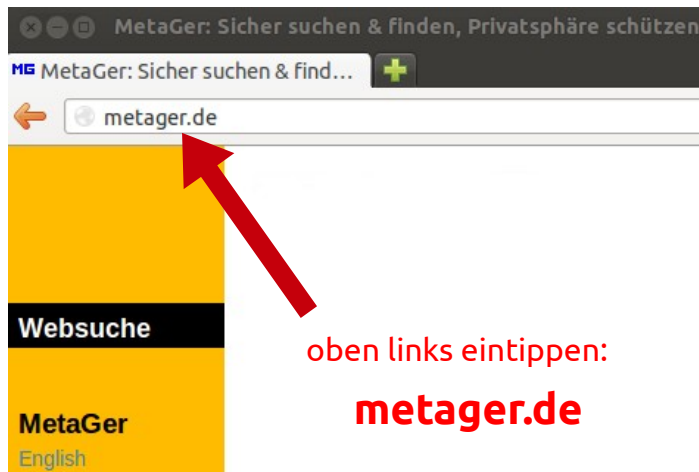 MetaGer: Sicher suchen & finden, Privatsphäre schützen
MG MetaGer: Sicher suchen & find...
metager.de
Websuche
oben links eintippen:
metager.de
MetaGer
English